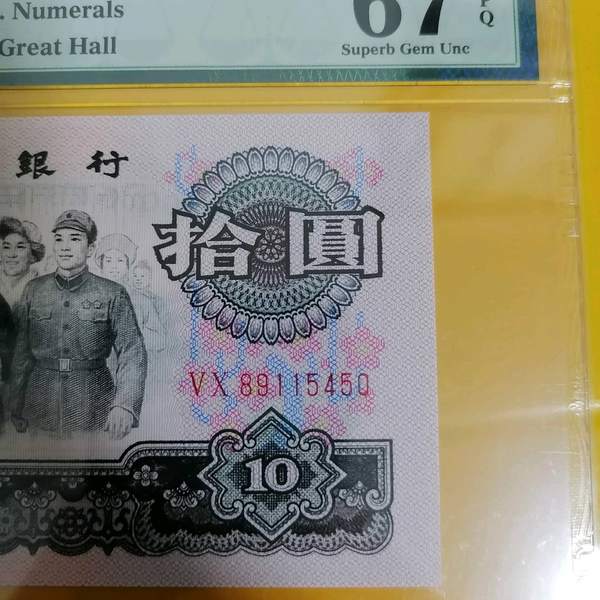 . Numerals
67
PQ
Great Hall
Superb Gem Unc
銀行
拾圓
VX 89115450
10